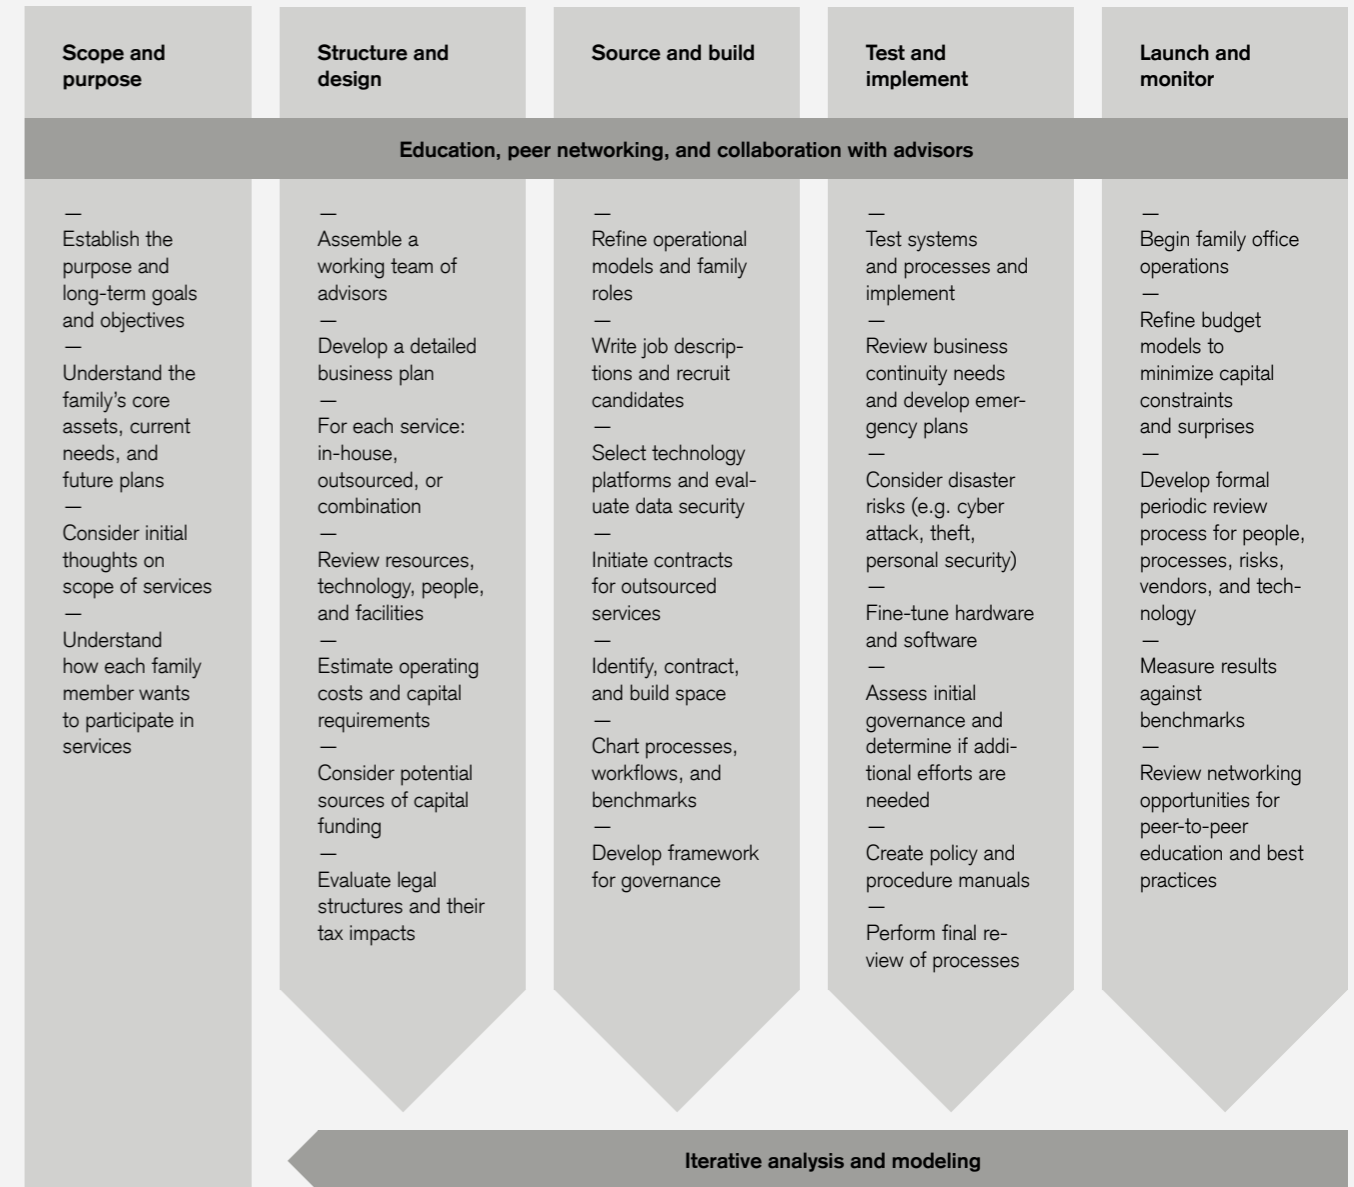 Scope and
purpose
Structure and
design
Source and build
Test and
implement
Launch and
monitor
Education, peer networking, and collaboration with advisors
—
Establish the
purpose and
long-term goals
and objectives
—
Understand the
family's core
assets, current
needs, and
future plans
—
Consider initial
thoughts on
scope of services
—
Understand
how each family
member wants
to participate in
services
—
Assemble a
working team of
advisors
—
Develop a detailed
business plan
—
For each service:
in-house,
outsourced, or
combination
—
Review resources,
technology, people,
and facilities
—
Estimate operating
costs and capital
requirements
—
Consider potential
sources of capital
funding
—
Evaluate legal
structures and their
tax impacts
—
Refine operational
models and family
roles
—
Write job descrip-
tions and recruit
candidates
—
Select technology
platforms and eval-
uate data security
—
Initiate contracts
for outsourced
services
—
Identify, contract,
and build space
—
Chart processes,
workflows, and
benchmarks
—
Develop framework
for governance
—
Test systems
and processes and
implement
—
Review business
continuity needs
and develop emer-
gency plans
—
Consider disaster
risks (e.g. cyber
attack, theft,
personal security)
—
Fine-tune hardware
and software
—
Assess initial
governance and
determine if addi-
tional efforts are
needed
—
Create policy and
procedure manuals
—
Perform final re-
view of processes
—
Begin family office
operations
—
Refine budget
models to
minimize capital
constraints
and surprises
—
Develop formal
periodic review
process for people,
processes, risks,
vendors, and tech-
nology
—
Measure results
against
benchmarks
—
Review networking
opportunities for
peer-to-peer
education and best
practices
Iterative analysis and modeling